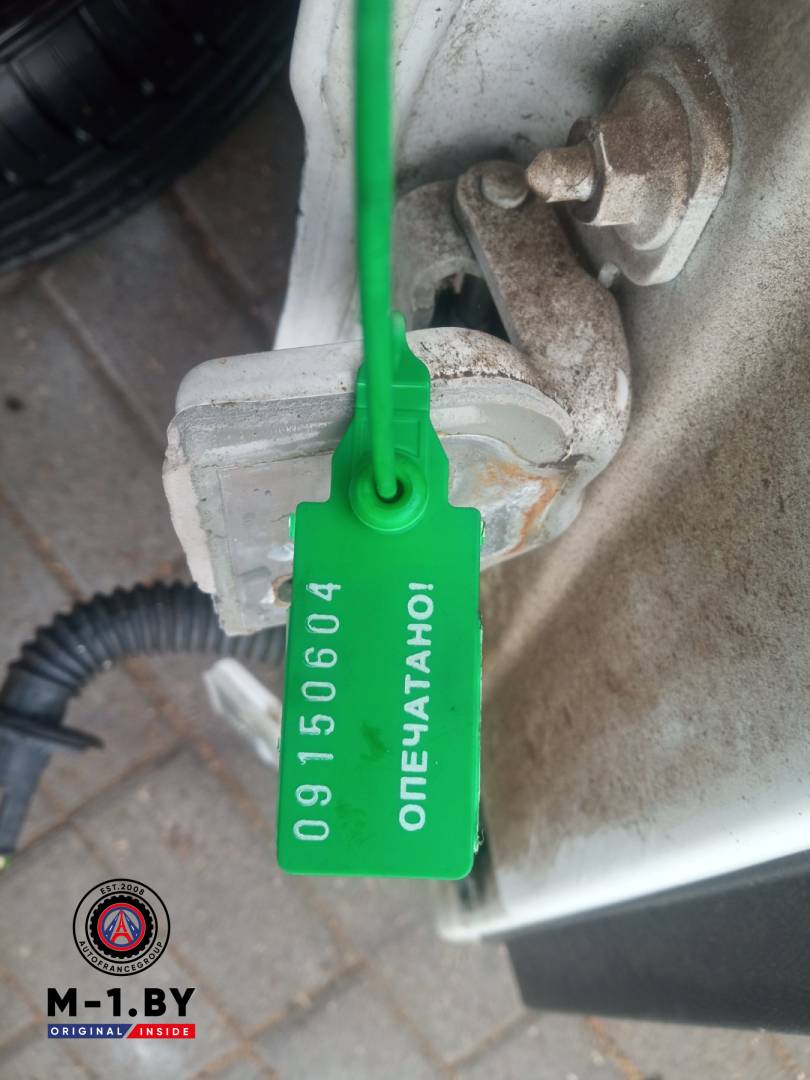 09150604
ОПЕЧАТАНО!
EST.2008
AUTOFRANCEGROUP
M-1.BY
ORIGINAL INSIDE